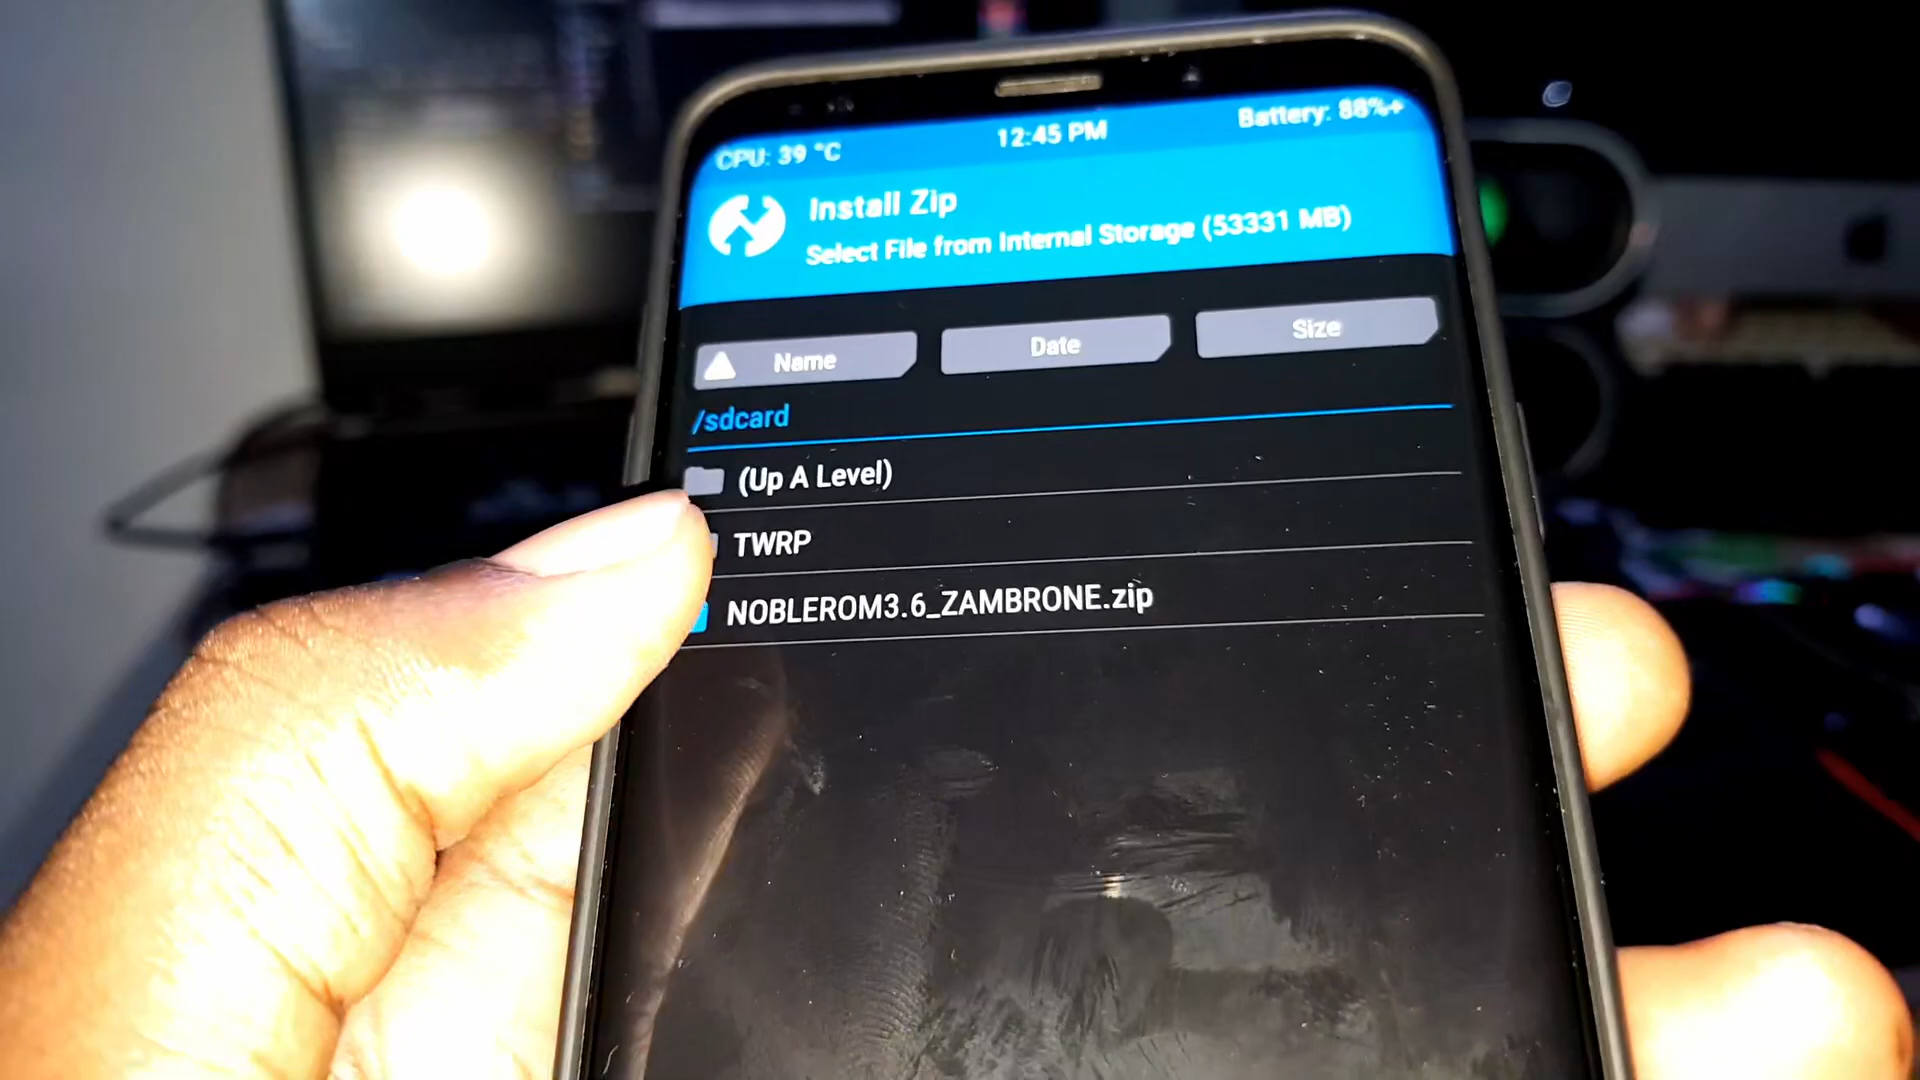 CPU: 39 °C
12:45 PM
Battery: 88%+
Install Zip
Select File from Internal Storage (53331 MB)
Name
Date
Size
/sdcard
(Up A Level)
TWRP
NOBLEROM3.6_ZAMBRONE.zip